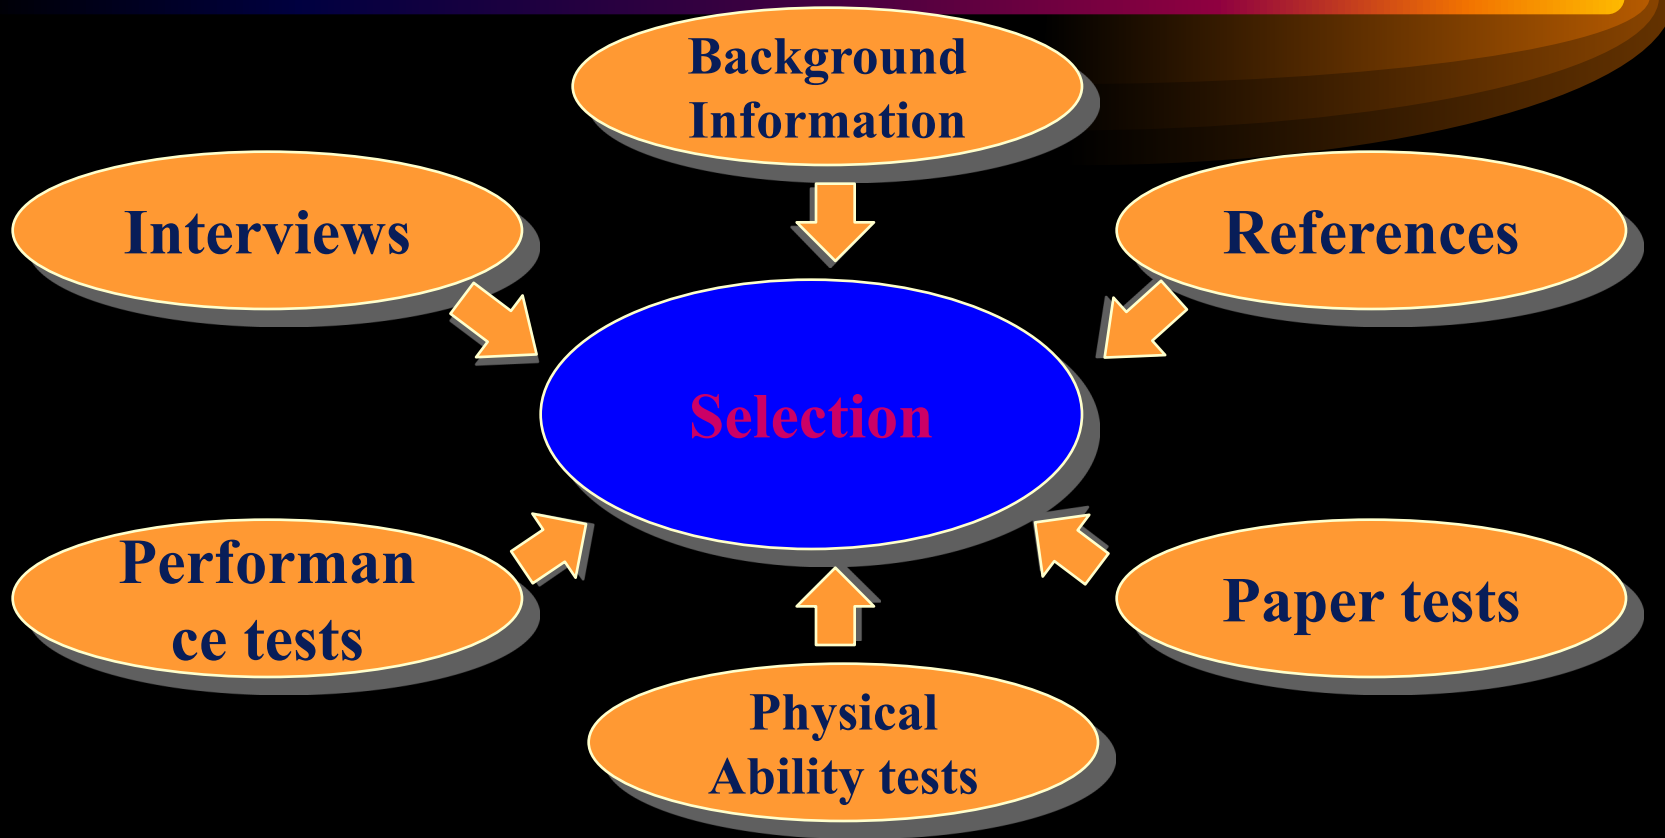 Background
Information
Interviews
References
Selection
Performan
ce tests
Paper tests
Physical
Ability tests